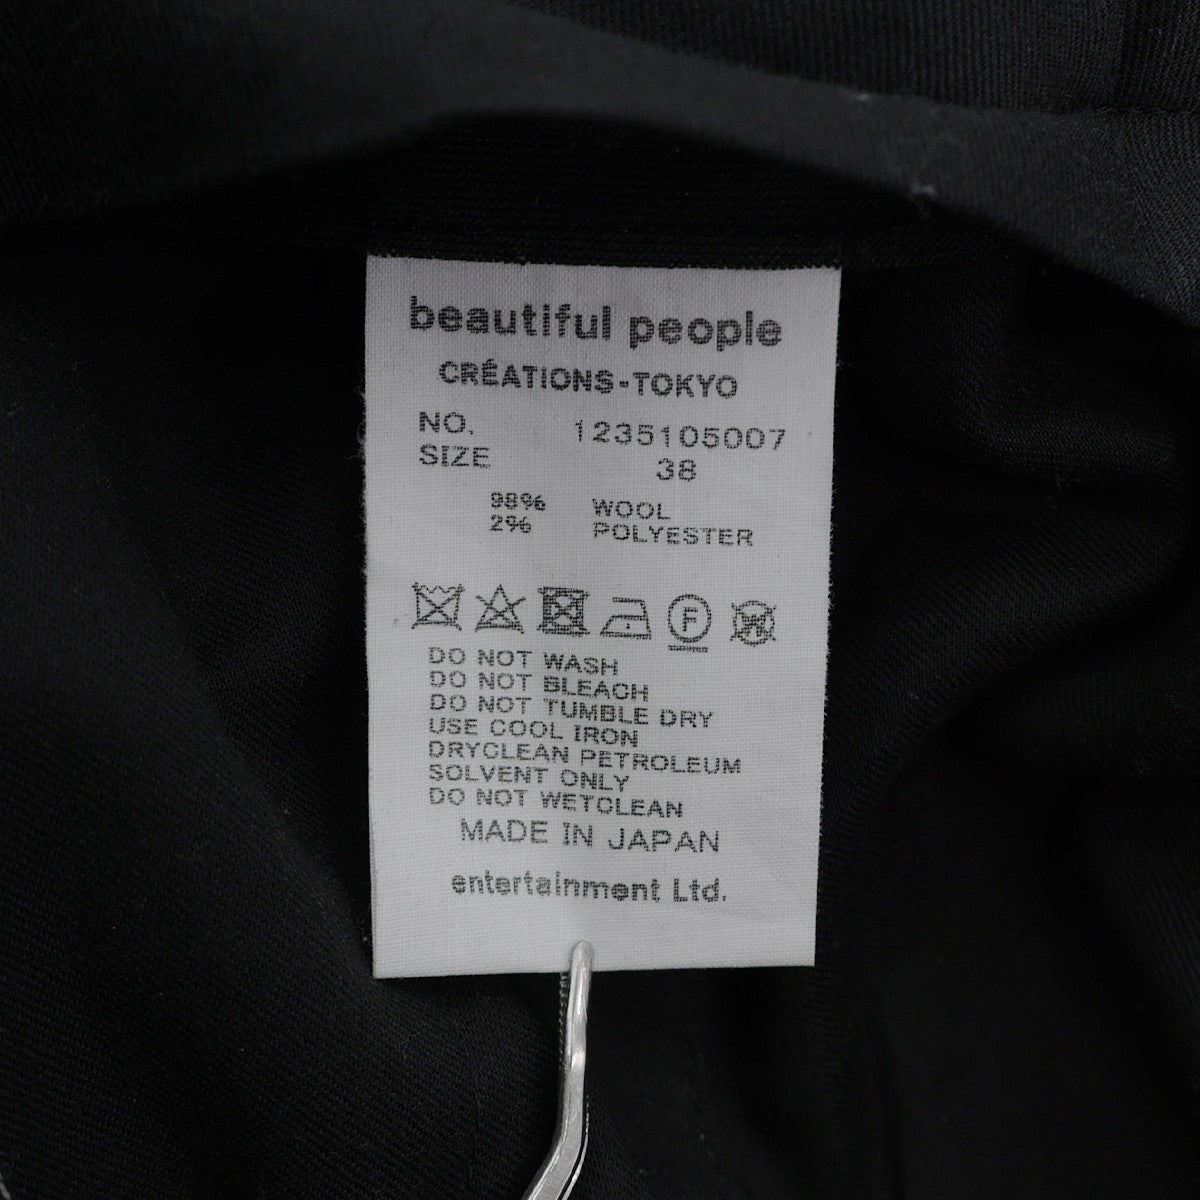 beautiful people
CRÉATIONS-TOKYO
NO. 1235105007
SIZE 38
98% WOOL
2% POLYESTER
F
W
DO NOT WASH
DO NOT BLEACH
DO NOT TUMBLE DRY
USE COOL IRON
DRYCLEAN PETROLEUM
SOLVENT ONLY
DO NOT WETCLEAN
MADE IN JAPAN
entertainment Ltd.